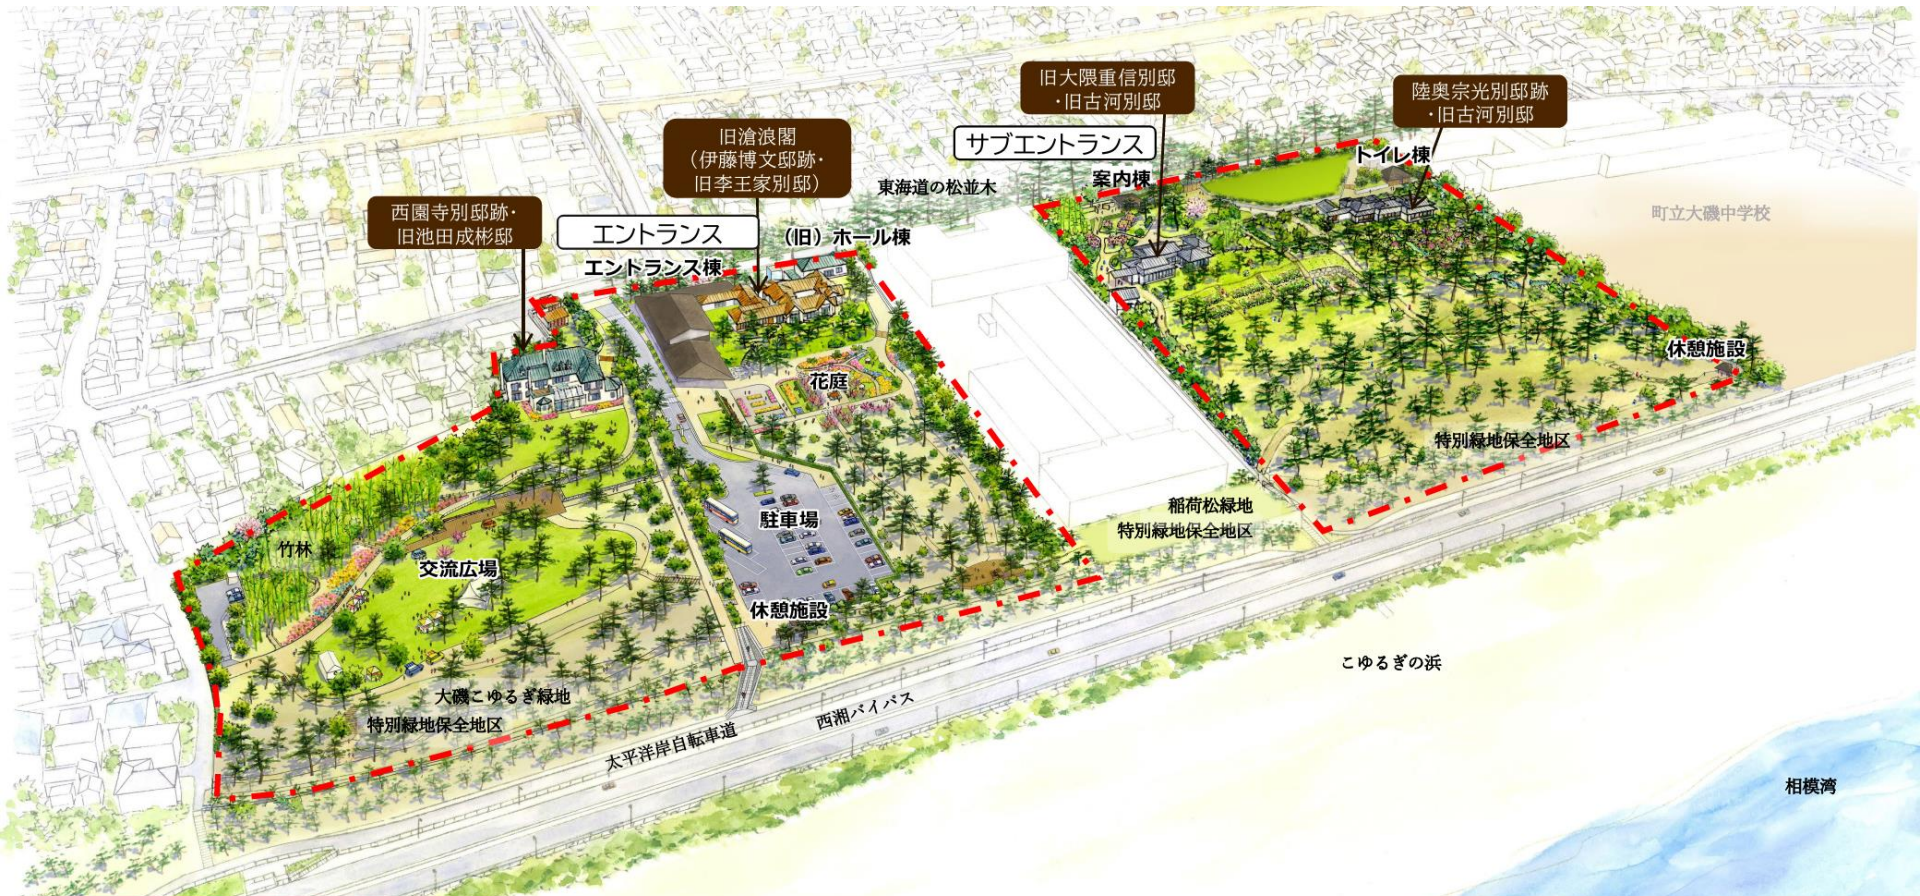 旧大隈重信別邸
・旧古河別邸
陸奥宗光別邸跡
・旧古河別邸
旧滄浪閣
（伊藤博文邸跡・
旧李王家別邸）
サブエントランス
トイレ棟
案内棟
東海道の松並木
西園寺別邸跡・
旧池田成彬邸
町立大磯中学校
エントランス
（旧）ホール棟
エントランス棟
休憩施設
花庭
特別緑地保全地区
稲荷松緑地
特別緑地保全地区
駐車場
竹林
交流広場
休憩施設
こゆるぎの浜
大磯こゆるぎ緑地
特別緑地保全地区
西湘バイパス
太平洋岸自転車道
相模湾